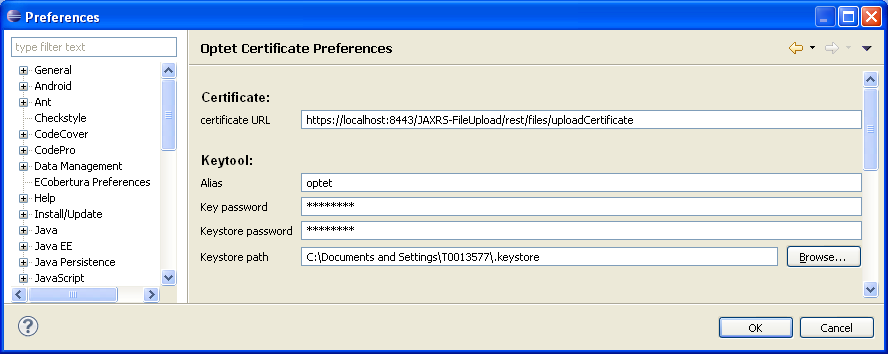 Preferences
type filter text
General
Android
Ant
Checkstyle
CodeCover
CodePro
Data Management
ECobertura Preferences
Help
Install/Update
Java
Java EE
Java Persistence
JavaScript
Optet Certificate Preferences
Certificate:
certificate URL https://localhost:8443/JAXRS-FileUpload/rest/files/uploadCertificate
Keytool:
Alias optet
Key password ********
Keystore password ********
Keystore path C:\Documents and Settings\T0013577\.keystore Browse...
? OK Cancel